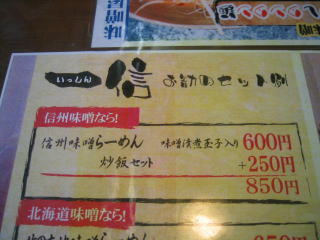 いっしん
一信 お勧めセット例
信州味噌なら!
信州味噌らーめん 味噌漬煮玉子入り 600円
炒飯セット +250円
850円
北海道味噌なら!